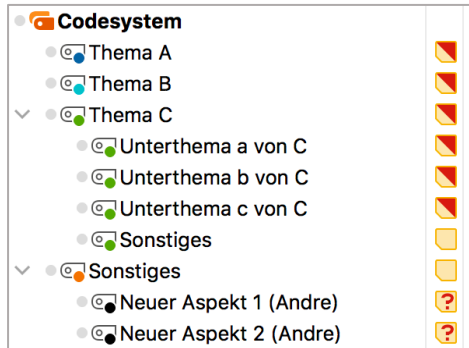 Codesystem
Thema A
Thema B
Thema C
Unterthema a von C
Unterthema b von C
Unterthema c von C
Sonstiges
Sonstiges
Neuer Aspekt 1 (Andre)
?
Neuer Aspekt 2 (Andre)
?